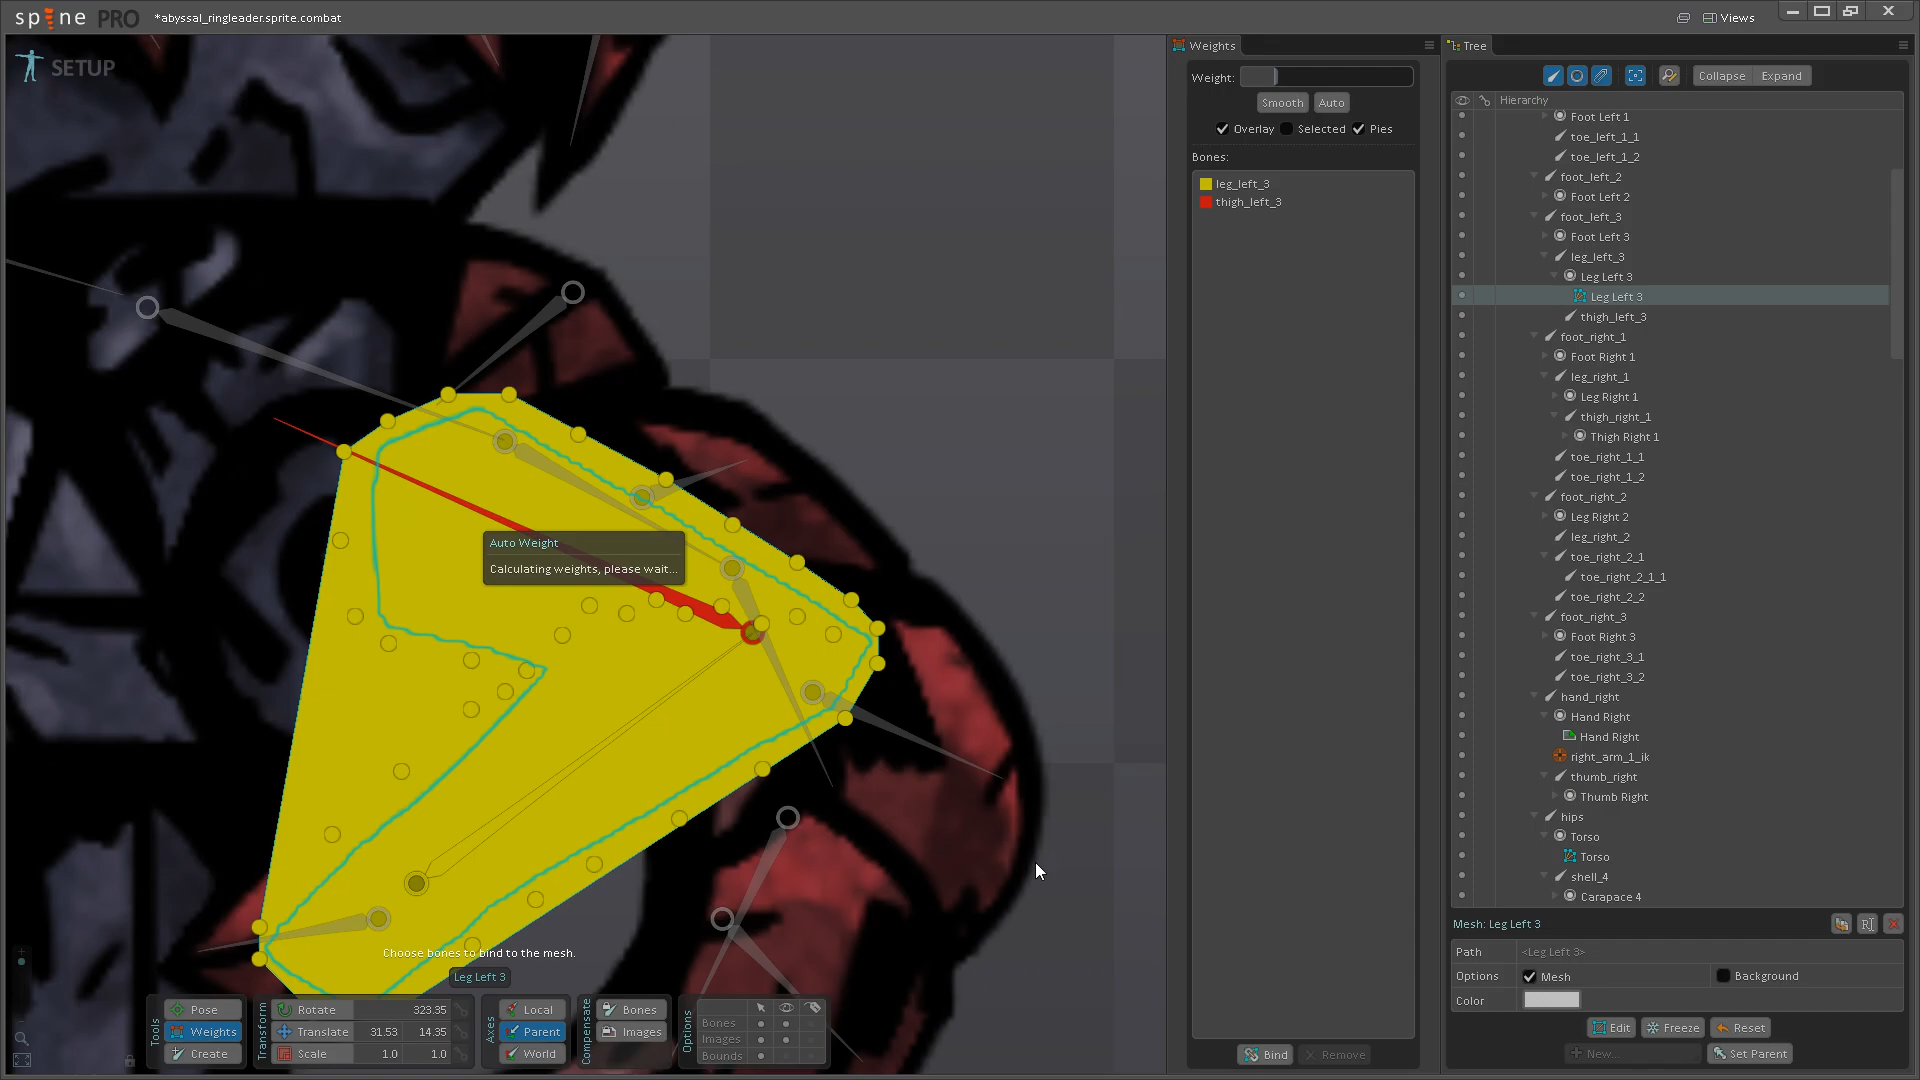 spine PRO *abyssal_ringleader.sprite.combat
Views
SETUP
Weights
Weight:
Smooth Auto
Overlay Selected Pies
Bones:
leg_left_3
thigh_left_3
Bind Remove
Auto Weight
Calculating weights, please wait...
Choose bones to bind to the mesh.
Leg Left 3
Tools
Pose
Weights
Create
Transform
Rotate 323.35
Translate 31.53 14.35
Scale 1.0 1.0
Axes
Local
Parent
World
Compensate
Bones
Images
Options
Bones
Images
Bounds
Tree
Collapse Expand
Hierarchy
Foot Left 1
toe_left_1_1
toe_left_1_2
foot_left_2
Foot Left 2
foot_left_3
Foot Left 3
leg_left_3
Leg Left 3
Leg Left 3
thigh_left_3
foot_right_1
Foot Right 1
leg_right_1
Leg Right 1
thigh_right_1
Thigh Right 1
toe_right_1_1
toe_right_1_2
foot_right_2
Leg Right 2
leg_right_2
toe_right_2_1
toe_right_2_1_1
toe_right_2_2
foot_right_3
Foot Right 3
toe_right_3_1
toe_right_3_2
hand_right
Hand Right
Hand Right
right_arm_1_ik
thumb_right
Thumb Right
hips
Torso
Torso
shell_4
Carapace 4
Mesh: Leg Left 3
Path <Leg Left 3>
Options Mesh Background
Color
Edit Freeze Reset
New... Set Parent